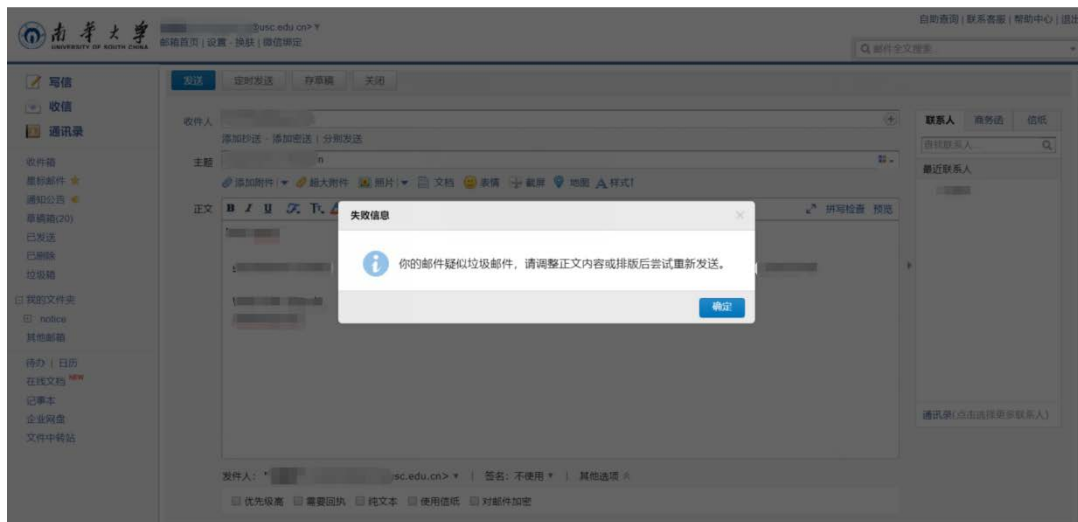 南華大学
UNIVERSITY OF SOUTH CHINA
usc.edu.cn>
邮箱首页 | 设置 - 换肤 | 微信绑定
自助查询 | 联系客服 | 帮助中心 | 退出
邮件全文搜索...
写信
收信
通讯录
收件箱
星标邮件
通知公告
草稿箱(20)
已发送
已删除
垃圾箱
我的文件夹
notice
其他邮箱
待办 | 日历
在线文档 NEW
记事本
企业网盘
文件中转站
发送 定时发送 存草稿 关闭
收件人
添加抄送 - 添加密送 | 分别发送
主题
n
添加附件 | 超大附件 照片 | 文档 表情 截屏 地图 A 样式†
正文 B I U
拼写检查 预览
失败信息
你的邮件疑似垃圾邮件，请调整正文内容或排版后尝试重新发送。
确定
联系人 商务函 信纸
查找联系人...
最近联系人
通讯录(点击选择更多联系人)
发件人：" usc.edu.cn> | 签名：不使用 | 其他选项
优先级高 需要回执 纯文本 使用信纸 对邮件加密